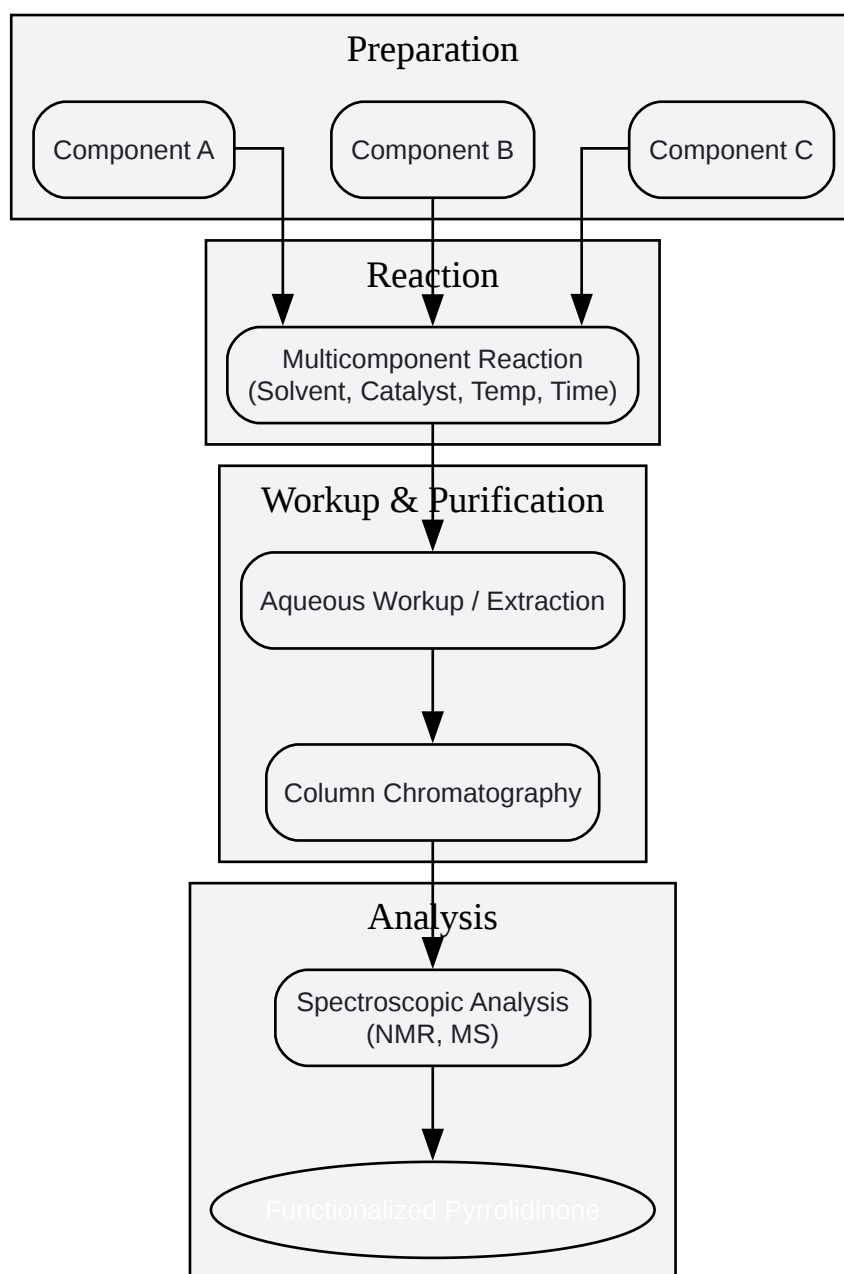 Preparation
Component A
Component B
Component C
Reaction
Multicomponent Reaction
(Solvent, Catalyst, Temp, Time)
Workup & Purification
Aqueous Workup / Extraction
Column Chromatography
Analysis
Spectroscopic Analysis
(NMR, MS)
Functionalized Pyrrolidinone